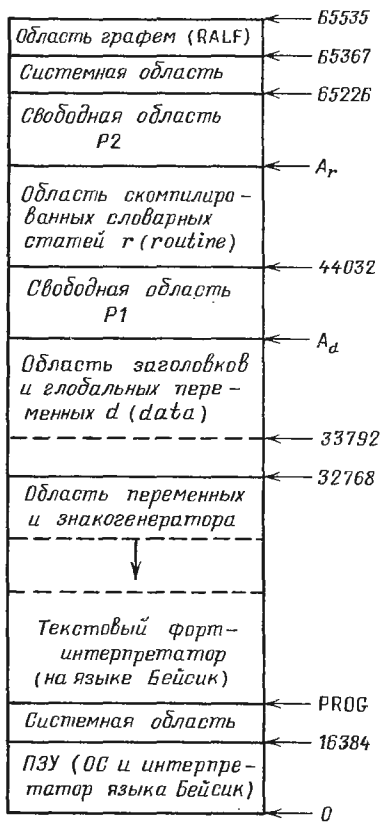 65535
Область графем (RALF)
65367
Системная область
65226
Свободная область
P2
Ar
Область скомпилиро-
ванных словарных
статей r (routine)
44032
Свободная область
P1
Ad
Область заголовков
и глобальных пере-
менных d (data)
33792
32768
Область переменных
и знакогенератора
Текстовый форт-
интерпретатор
(на языке Бейсик)
PROG
Системная область
16384
ПЗУ (ОС и интерпре-
татор языка Бейсик)
0